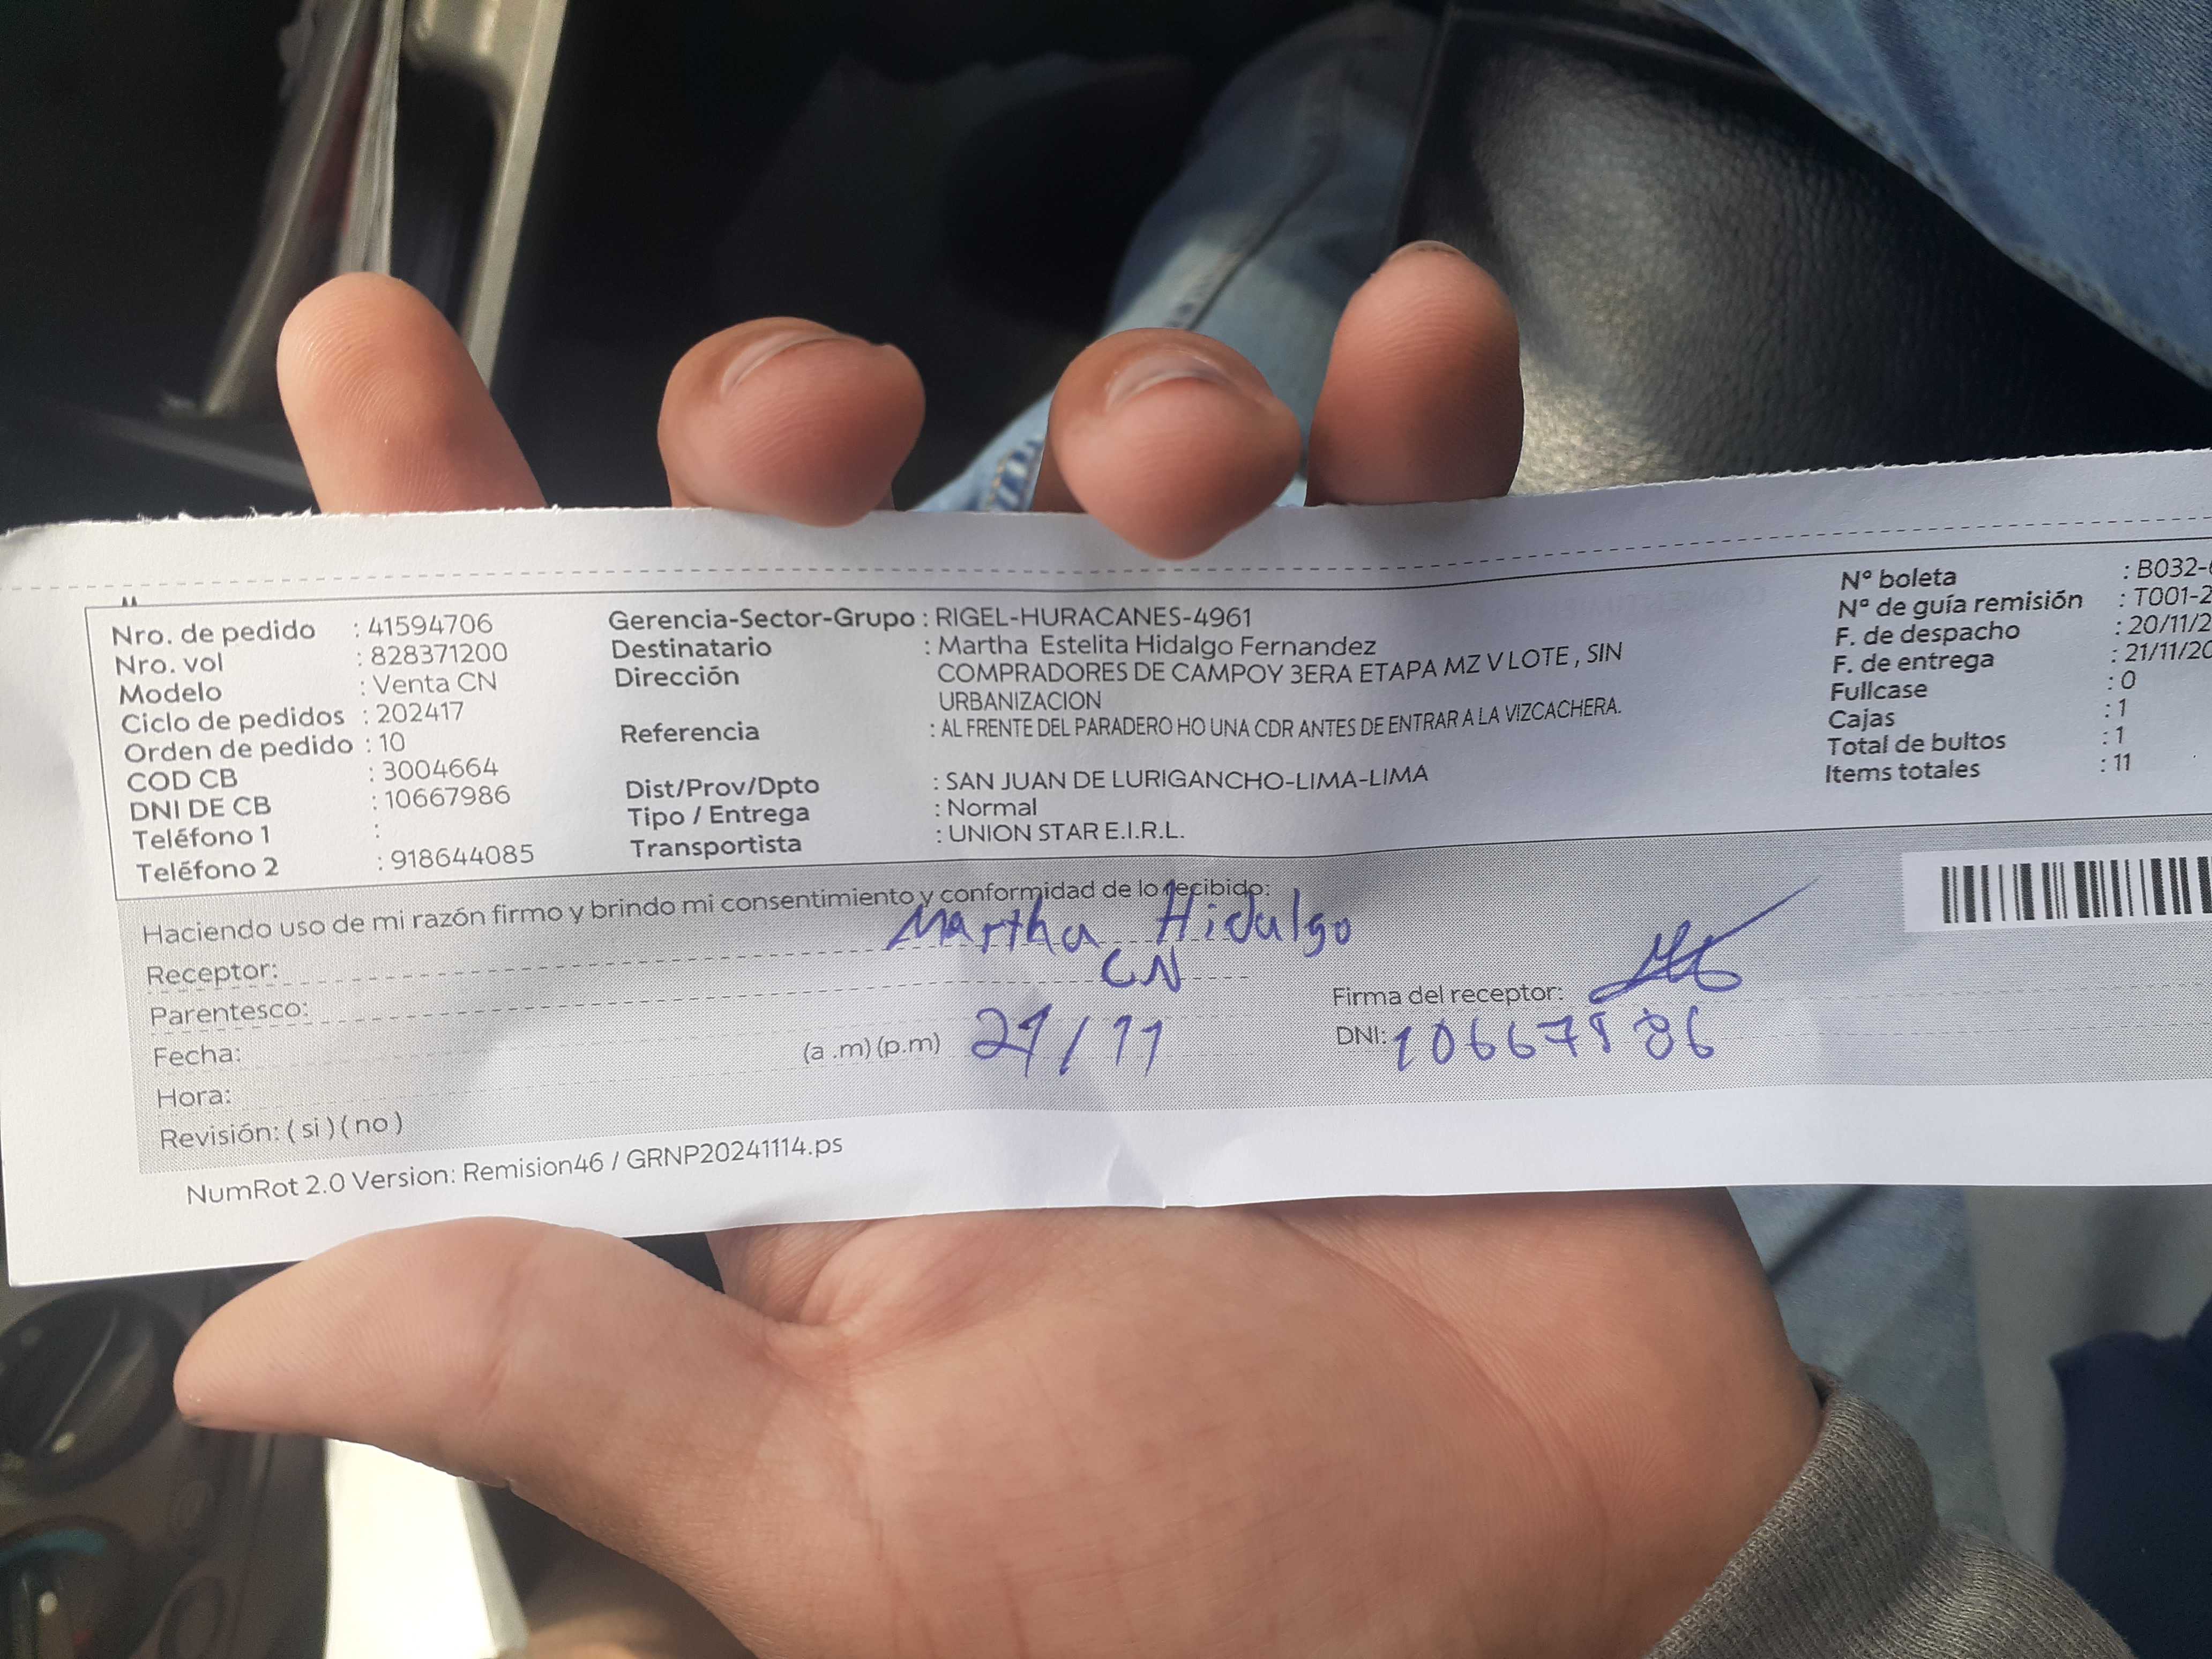 Nro. de pedido : 41594706
Nro. vol : 828371200
Modelo : Venta CN
Ciclo de pedidos : 202417
Orden de pedido : 10
COD CB : 3004664
DNI DE CB : 10667986
Teléfono 1 :
Teléfono 2 : 918644085
Gerencia-Sector-Grupo : RIGEL-HURACANES-4961
Destinatario : Martha Estelita Hidalgo Fernandez
Dirección COMPRADORES DE CAMPOY 3ERA ETAPA MZ V LOTE , SIN
URBANIZACION
Referencia : AL FRENTE DEL PARADERO HO UNA CDR ANTES DE ENTRAR A LA VIZCACHERA.
Dist/Prov/Dpto : SAN JUAN DE LURIGANCHO-LIMA-LIMA
Tipo / Entrega : Normal
Transportista : UNION STAR E.I.R.L.
N° boleta : B032-
N° de guía remisión : T001-2
F. de despacho : 20/11/2
F. de entrega : 21/11/20
Fullcase : 0
Cajas : 1
Total de bultos : 1
Items totales : 11
Haciendo uso de mi razón firmo y brindo mi consentimiento y conformidad de lo recibido:
Receptor: Martha Hidalgo
Parentesco: CN
Fecha: (a .m) (p.m) 21/11
Hora:
Revisión: ( si ) ( no )
Firma del receptor:
DNI: 10667986
NumRot 2.0 Version: Remision46 / GRNP20241114.ps